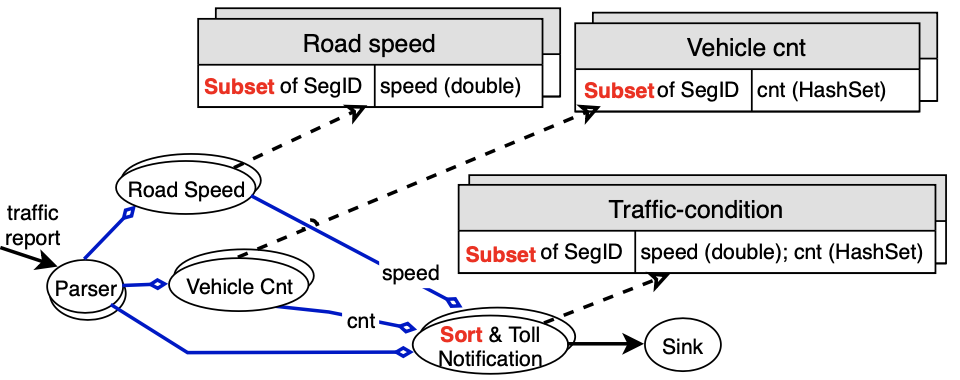 Road speed
Subset of SegID speed (double)
Vehicle cnt
Subset of SegID cnt (HashSet)
Road Speed
traffic
report
Traffic-condition
Subset of SegID speed (double); cnt (HashSet)
Parser
Vehicle Cnt
speed
cnt
Sort & Toll
Notification
Sink